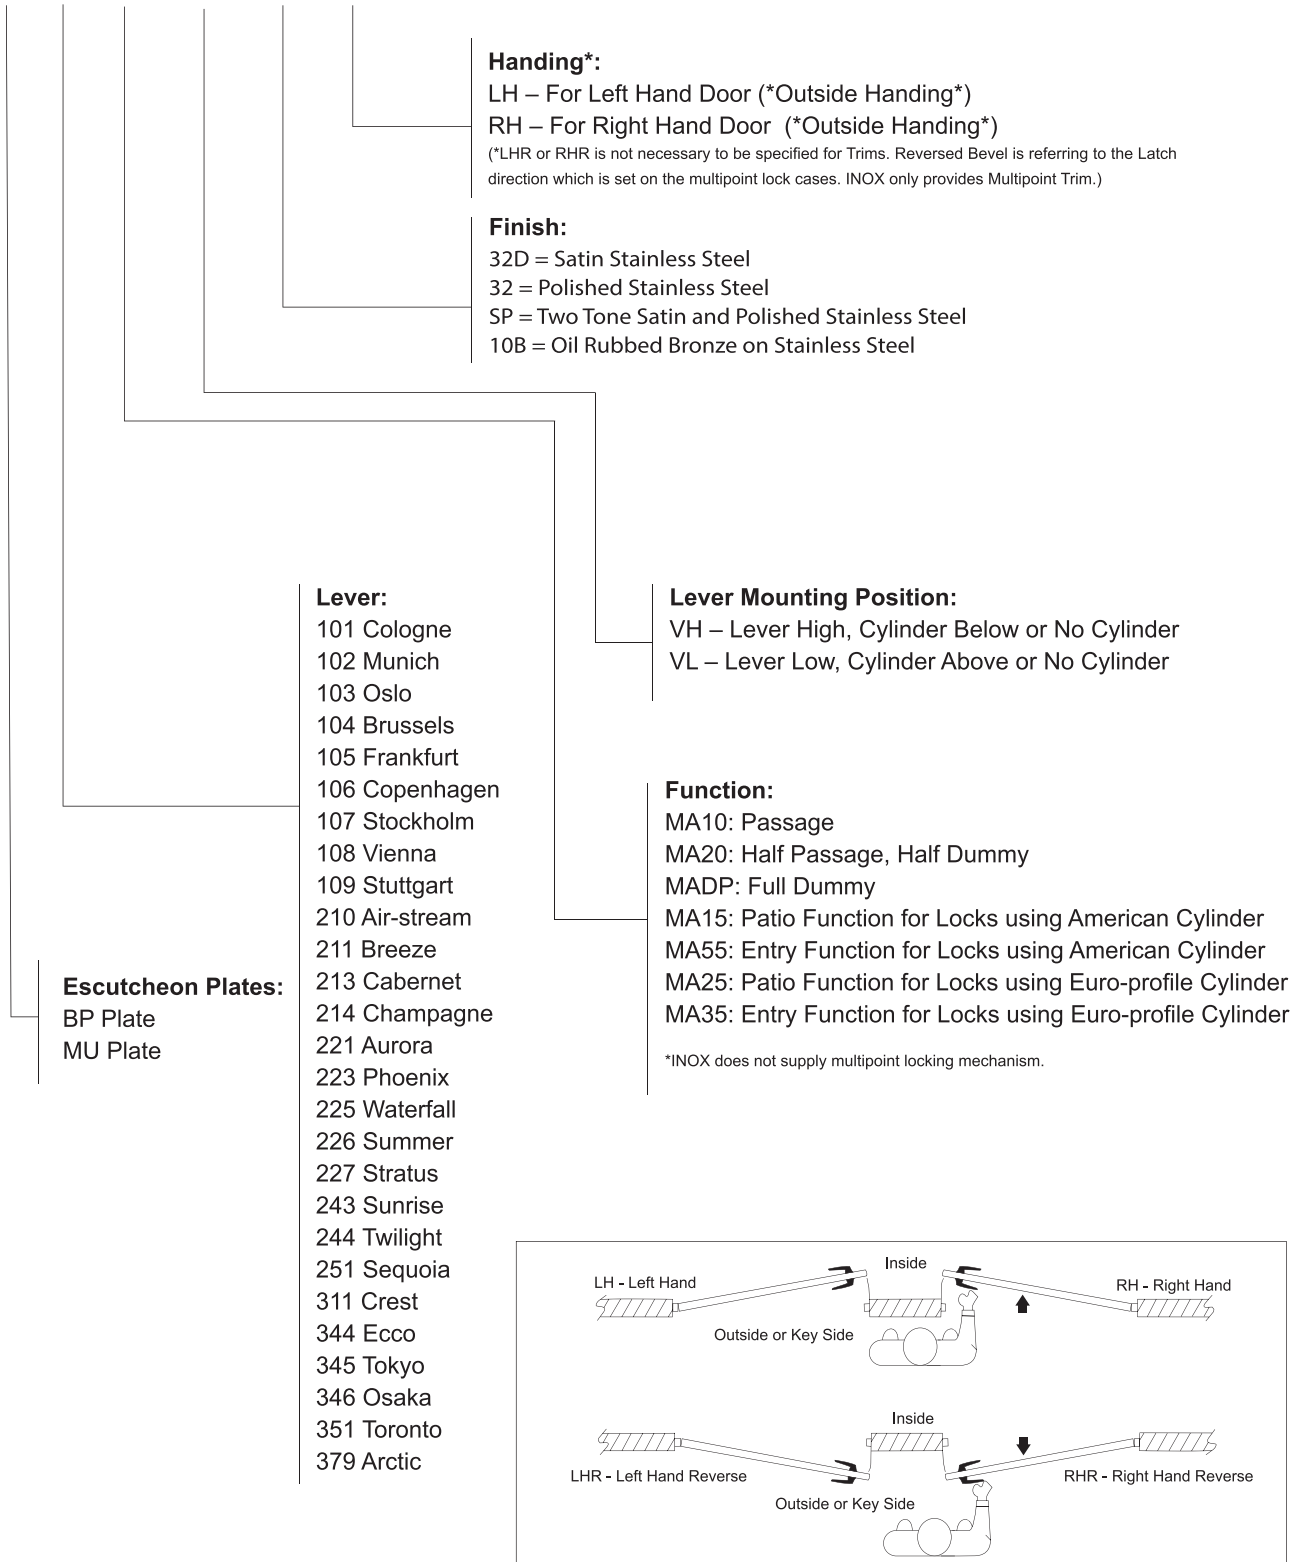 Handing*:
LH – For Left Hand Door (*Outside Handing*)
RH – For Right Hand Door (*Outside Handing*)
(*LHR or RHR is not necessary to be specified for Trims. Reversed Bevel is referring to the Latch
direction which is set on the multipoint lock cases. INOX only provides Multipoint Trim.)
Finish:
32D = Satin Stainless Steel
32 = Polished Stainless Steel
SP = Two Tone Satin and Polished Stainless Steel
10B = Oil Rubbed Bronze on Stainless Steel
Lever Mounting Position:
VH – Lever High, Cylinder Below or No Cylinder
VL – Lever Low, Cylinder Above or No Cylinder
Function:
MA10: Passage
MA20: Half Passage, Half Dummy
MADP: Full Dummy
MA15: Patio Function for Locks using American Cylinder
MA55: Entry Function for Locks using American Cylinder
MA25: Patio Function for Locks using Euro-profile Cylinder
MA35: Entry Function for Locks using Euro-profile Cylinder
*INOX does not supply multipoint locking mechanism.
Lever:
101 Cologne
102 Munich
103 Oslo
104 Brussels
105 Frankfurt
106 Copenhagen
107 Stockholm
108 Vienna
109 Stuttgart
210 Air-stream
211 Breeze
213 Cabernet
214 Champagne
221 Aurora
223 Phoenix
225 Waterfall
226 Summer
227 Stratus
243 Sunrise
244 Twilight
251 Sequoia
311 Crest
344 Ecco
345 Tokyo
346 Osaka
351 Toronto
379 Arctic
Escutcheon Plates:
BP Plate
MU Plate
Inside
LH - Left Hand
RH - Right Hand
Outside or Key Side
Inside
LHR - Left Hand Reverse
RHR - Right Hand Reverse
Outside or Key Side